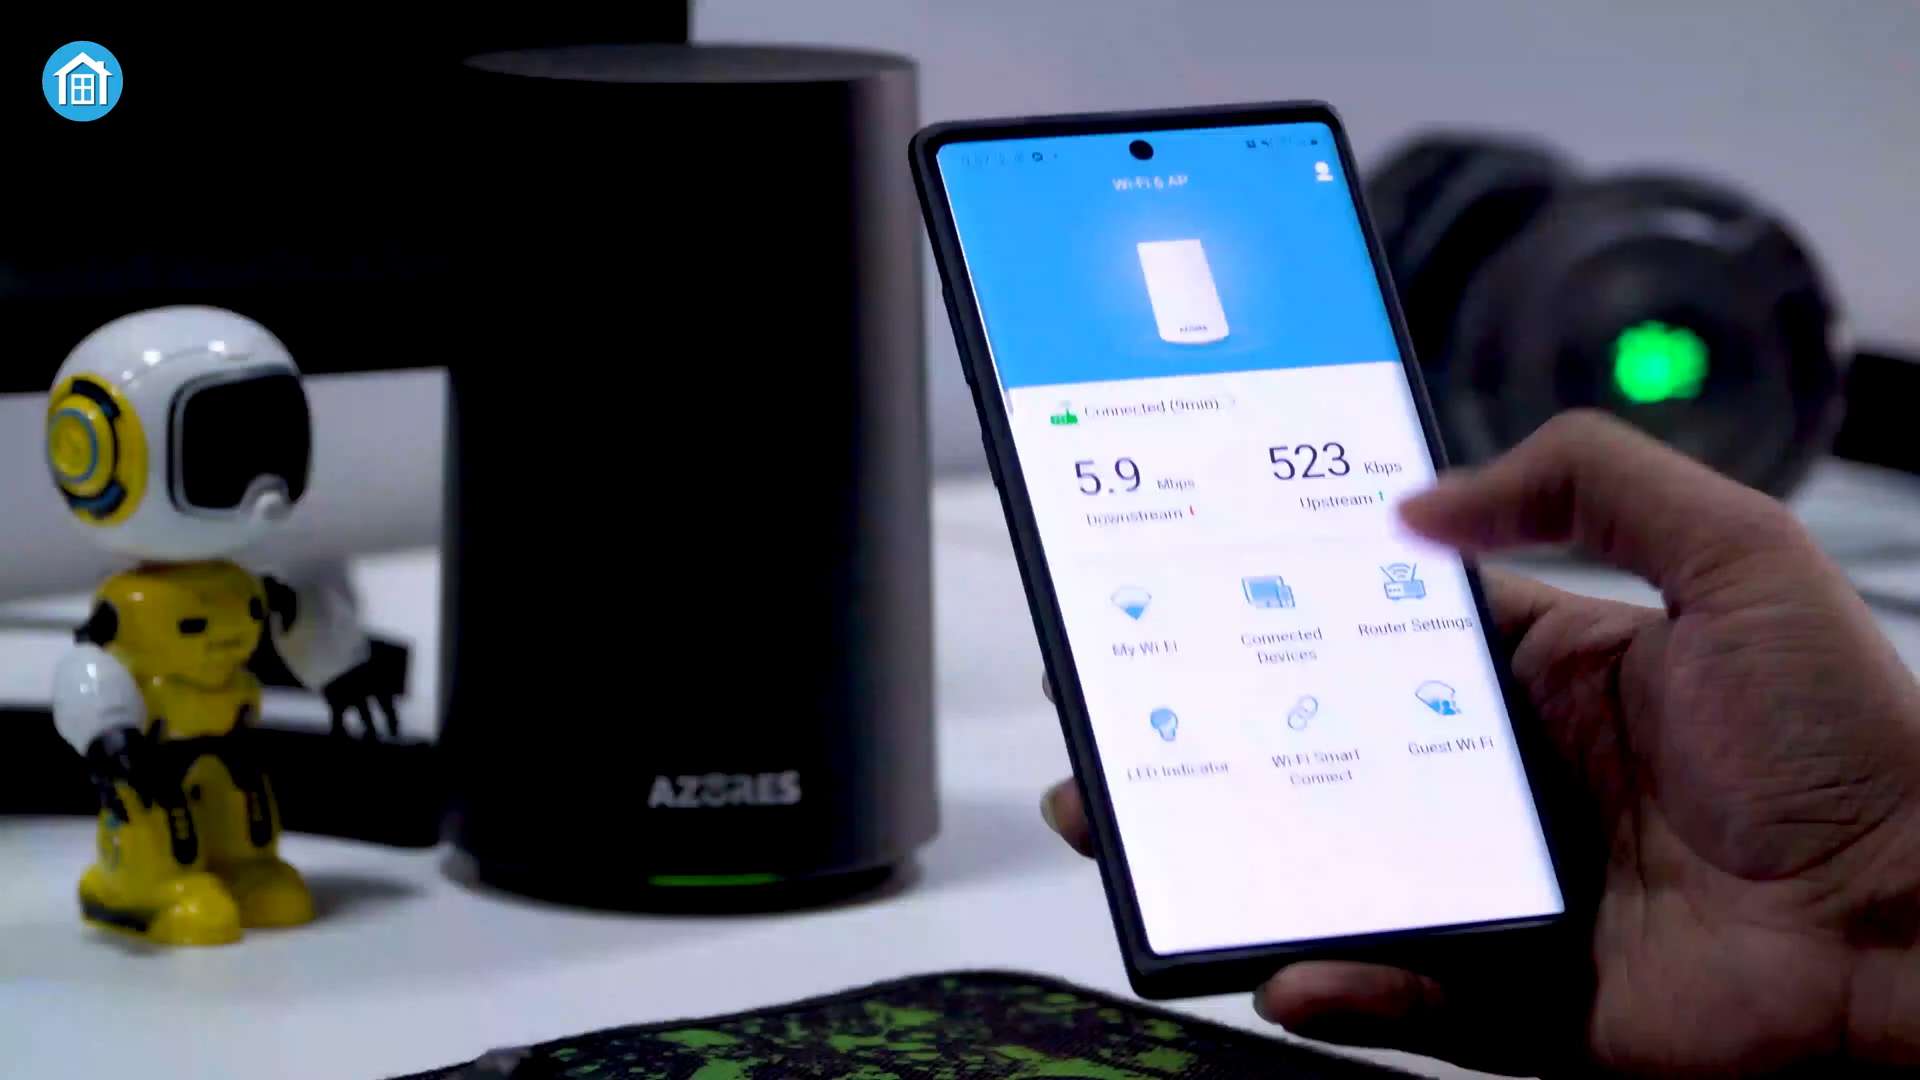 Wi-Fi 6 AP
AZORES
Connected (9min)
5.9 Mbps
Downstream
523 Kbps
Upstream
My Wi-Fi
Connected
Devices
Router Settings
LED Indicator
Wi-Fi Smart
Connect
Guest Wi-Fi
AZORES